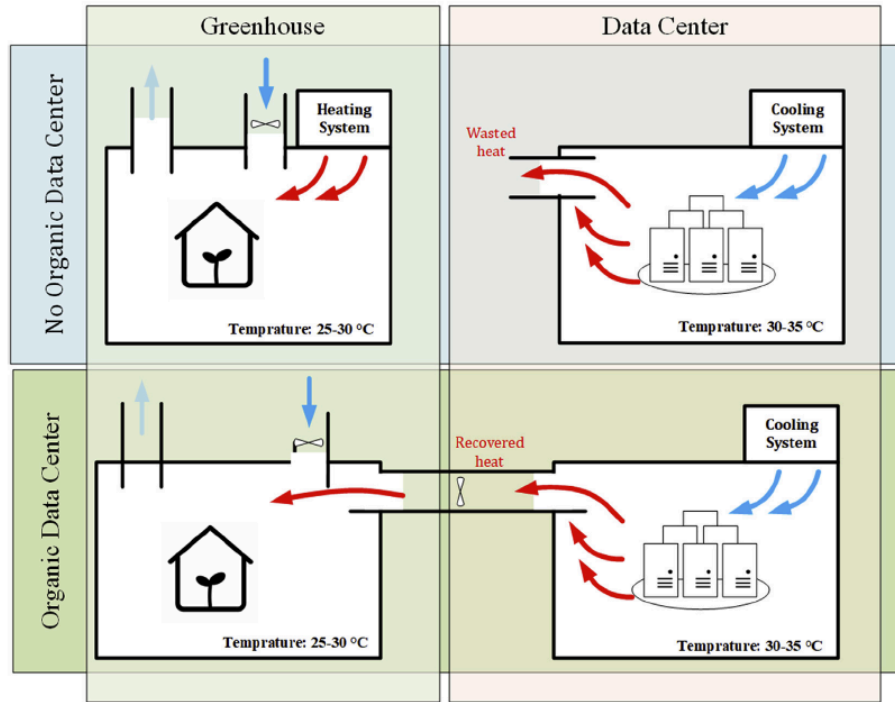 Greenhouse
Data Center
No Organic Data Center
Heating
System
Temprature: 25-30 °C
Wasted
heat
Cooling
System
Temprature: 30-35 °C
Organic Data Center
Temprature: 25-30 °C
Recovered
heat
Cooling
System
Temprature: 30-35 °C